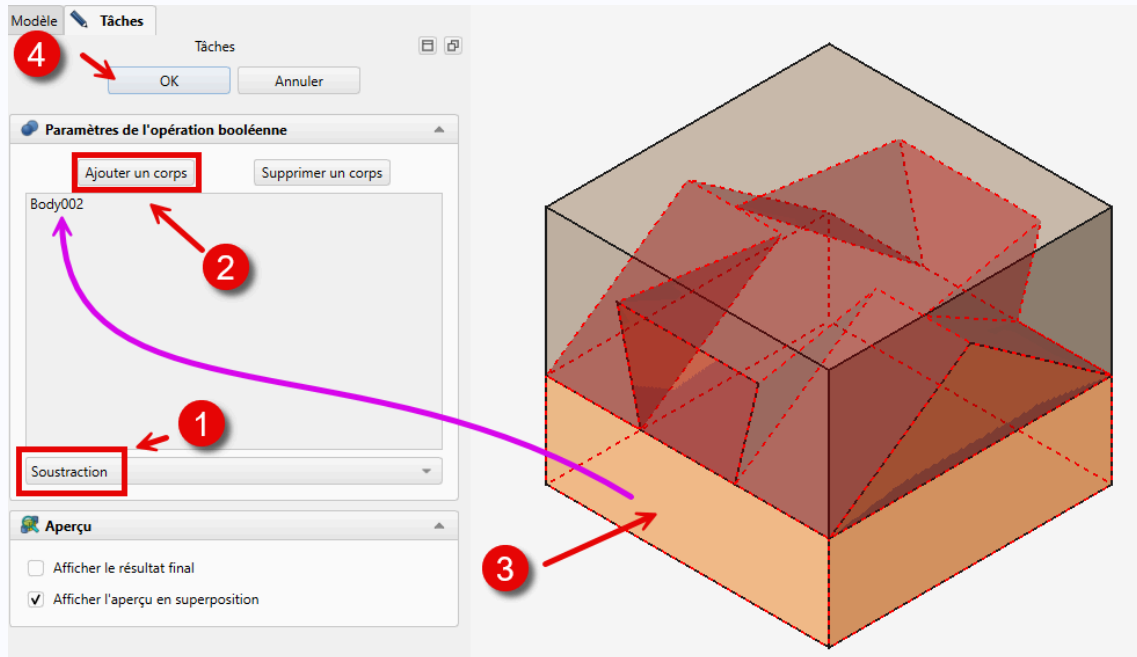 Modèle Tâches
Tâches
4
OK Annuler
Paramètres de l'opération booléenne
Ajouter un corps Supprimer un corps
Body002
2
1
Soustraction
Aperçu
3
Afficher le résultat final
Afficher l'aperçu en superposition